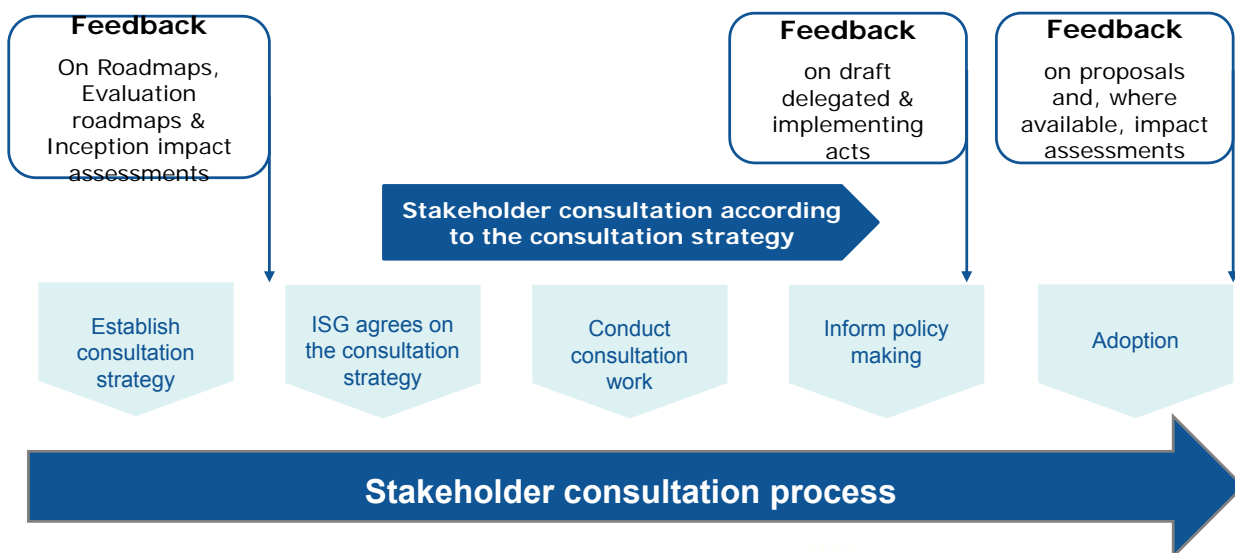 Feedback
On Roadmaps,
Evaluation
roadmaps &
Inception impact
assessments
Feedback
on draft
delegated &
implementing
acts
Feedback
on proposals
and, where
available, impact
assessments
Stakeholder consultation according
to the consultation strategy
Establish
consultation
strategy
ISG agrees on
the consultation
strategy
Conduct
consultation
work
Inform policy
making
Adoption
Stakeholder consultation process